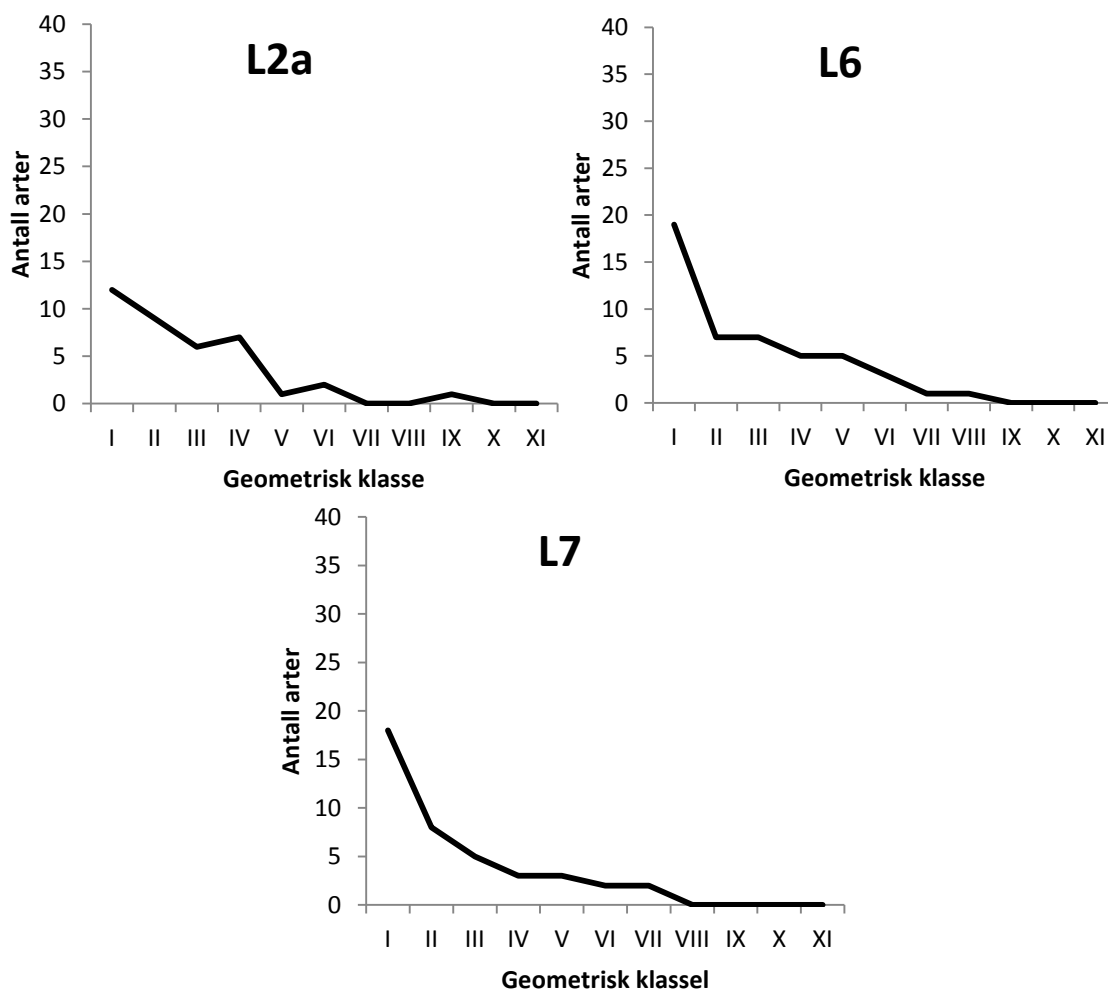 L2a
Antall arter
40
35
30
25
20
15
10
5
0
I II III IV V VI VII VIII IX X XI
Geometrisk klasse
L6
Antall arter
40
35
30
25
20
15
10
5
0
I II III IV V VI VII VIII IX X XI
Geometrisk klasse
L7
Antall arter
40
35
30
25
20
15
10
5
0
I II III IV V VI VII VIII IX X XI
Geometrisk klassel